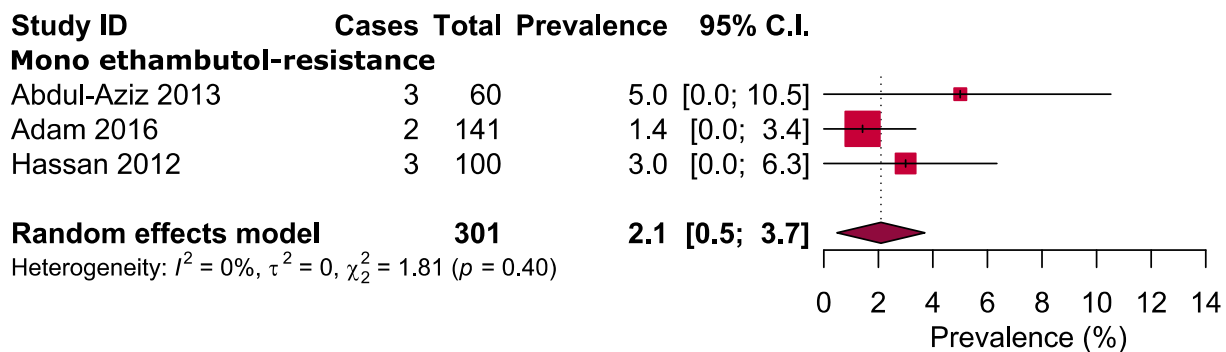 Study ID Cases Total Prevalence 95% C.I.
Mono ethambutol-resistance
Abdul-Aziz 2013 3 60 5.0 [0.0; 10.5]
Adam 2016 2 141 1.4 [0.0; 3.4]
Hassan 2012 3 100 3.0 [0.0; 6.3]
Random effects model 301 2.1 [0.5; 3.7]
Heterogeneity: I² = 0%, τ² = 0, χ₂² = 1.81 (p = 0.40)
0 2 4 6 8 10 12 14
Prevalence (%)